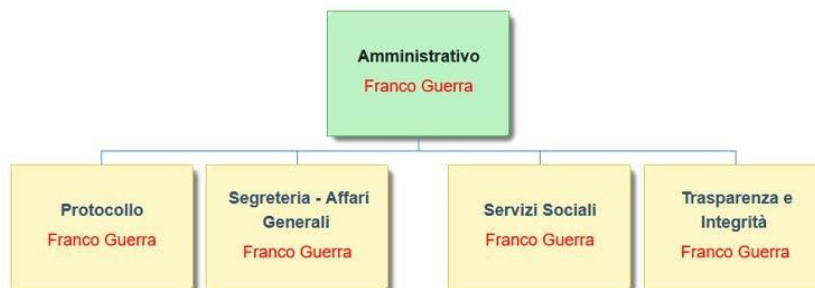 Amministrativo
Franco Guerra
Protocollo
Franco Guerra
Segreteria - Affari
Generali
Franco Guerra
Servizi Sociali
Franco Guerra
Trasparenza e
Integrità
Franco Guerra